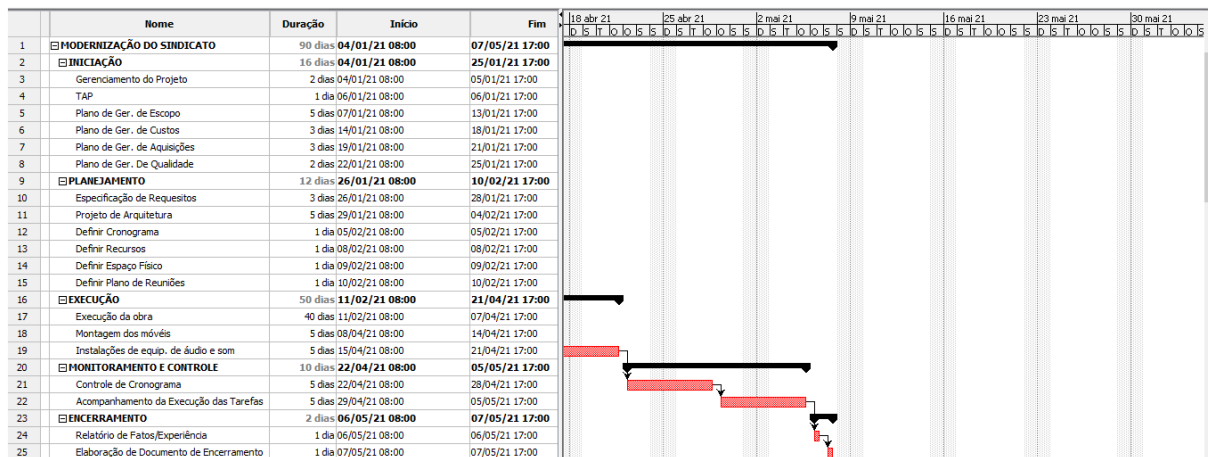 Nome Duração Início Fim 18 abr 21 25 abr 21 2 mai 21 9 mai 21 16 mai 21 23 mai 21 30 mai 21
D S T Q Q S S D S T Q Q S S D S T Q Q S S D S T Q Q S S D S T Q Q S S D S T Q Q S S D S T Q Q S
1 MODERNIZAÇÃO DO SINDICATO 90 dias 04/01/21 08:00 07/05/21 17:00
2 INICIAÇÃO 16 dias 04/01/21 08:00 25/01/21 17:00
3 Gerenciamento do Projeto 2 dias 04/01/21 08:00 05/01/21 17:00
4 TAP 1 dia 06/01/21 08:00 06/01/21 17:00
5 Plano de Ger. de Escopo 5 dias 07/01/21 08:00 13/01/21 17:00
6 Plano de Ger. de Custos 3 dias 14/01/21 08:00 18/01/21 17:00
7 Plano de Ger. de Aquisições 3 dias 19/01/21 08:00 21/01/21 17:00
8 Plano de Ger. De Qualidade 2 dias 22/01/21 08:00 25/01/21 17:00
9 PLANEJAMENTO 12 dias 26/01/21 08:00 10/02/21 17:00
10 Especificação de Requesitos 3 dias 26/01/21 08:00 28/01/21 17:00
11 Projeto de Arquitetura 5 dias 29/01/21 08:00 04/02/21 17:00
12 Definir Cronograma 1 dia 05/02/21 08:00 05/02/21 17:00
13 Definir Recursos 1 dia 08/02/21 08:00 08/02/21 17:00
14 Definir Espaço Físico 1 dia 09/02/21 08:00 09/02/21 17:00
15 Definir Plano de Reuniões 1 dia 10/02/21 08:00 10/02/21 17:00
16 EXECUÇÃO 50 dias 11/02/21 08:00 21/04/21 17:00
17 Execução da obra 40 dias 11/02/21 08:00 07/04/21 17:00
18 Montagem dos móvéis 5 dias 08/04/21 08:00 14/04/21 17:00
19 Instalações de equip. de áudio e som 5 dias 15/04/21 08:00 21/04/21 17:00
20 MONITORAMENTO E CONTROLE 10 dias 22/04/21 08:00 05/05/21 17:00
21 Controle de Cronograma 5 dias 22/04/21 08:00 28/04/21 17:00
22 Acompanhamento da Execução das Tarefas 5 dias 29/04/21 08:00 05/05/21 17:00
23 ENCERRAMENTO 2 dias 06/05/21 08:00 07/05/21 17:00
24 Relatório de Fatos/Experiência 1 dia 06/05/21 08:00 06/05/21 17:00
25 Elaboração de Documento de Encerramento 1 dia 07/05/21 08:00 07/05/21 17:00